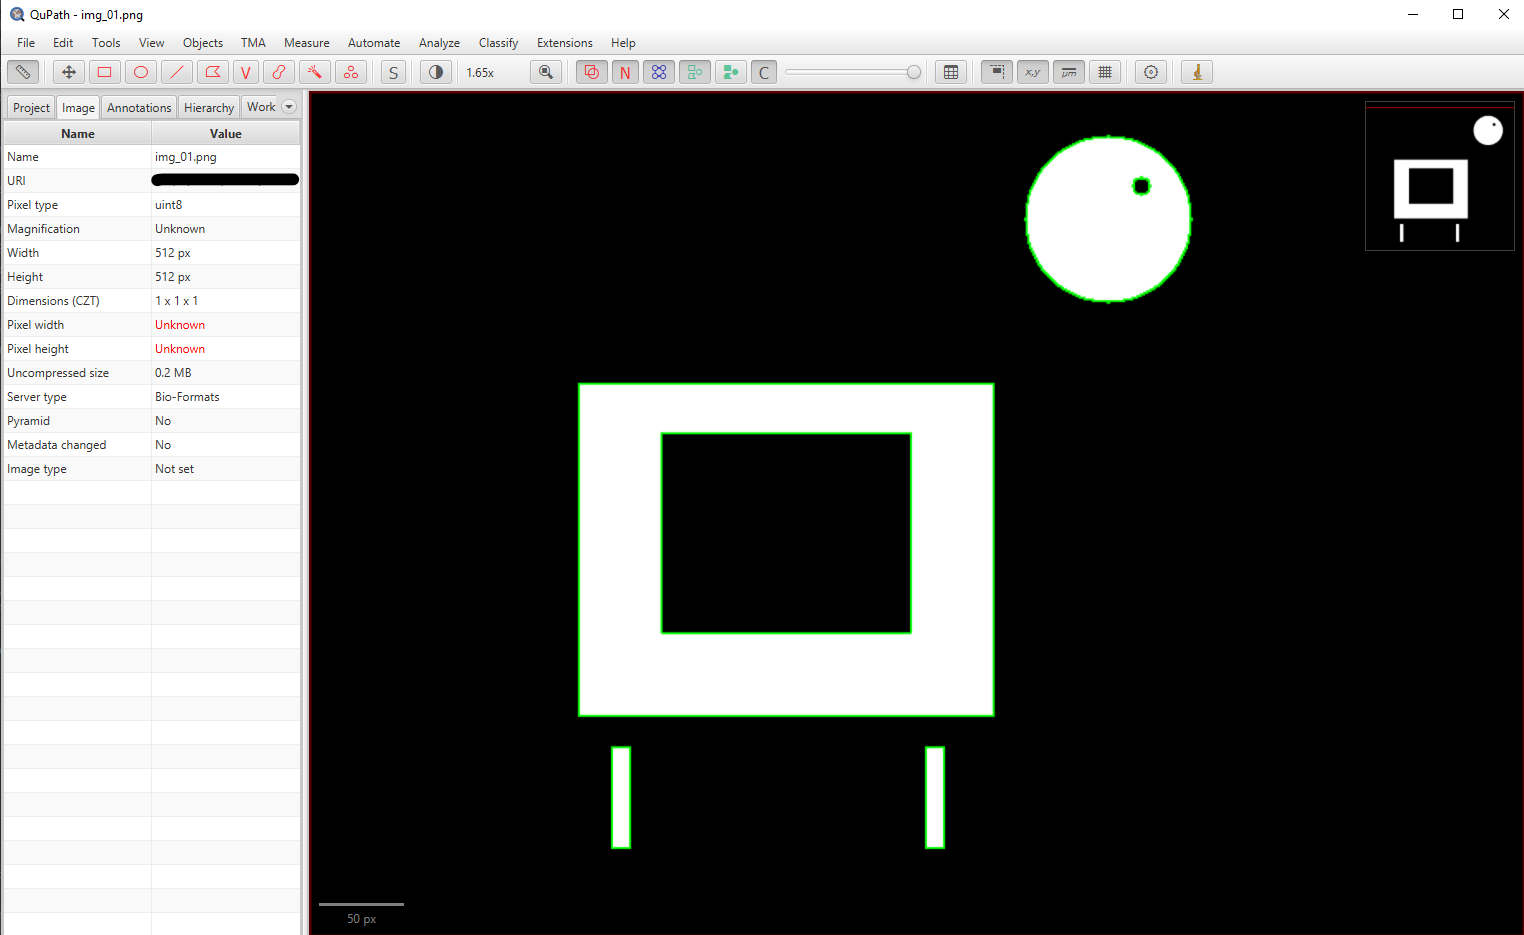 QuPath - img_01.png
File Edit Tools View Objects TMA Measure Automate Analyze Classify Extensions Help
V S 1.65x N C x,y μm
Project Image Annotations Hierarchy Work
Name Value
Name img_01.png
URI
Pixel type uint8
Magnification Unknown
Width 512 px
Height 512 px
Dimensions (CZT) 1 x 1 x 1
Pixel width Unknown
Pixel height Unknown
Uncompressed size 0.2 MB
Server type Bio-Formats
Pyramid No
Metadata changed No
Image type Not set
50 px